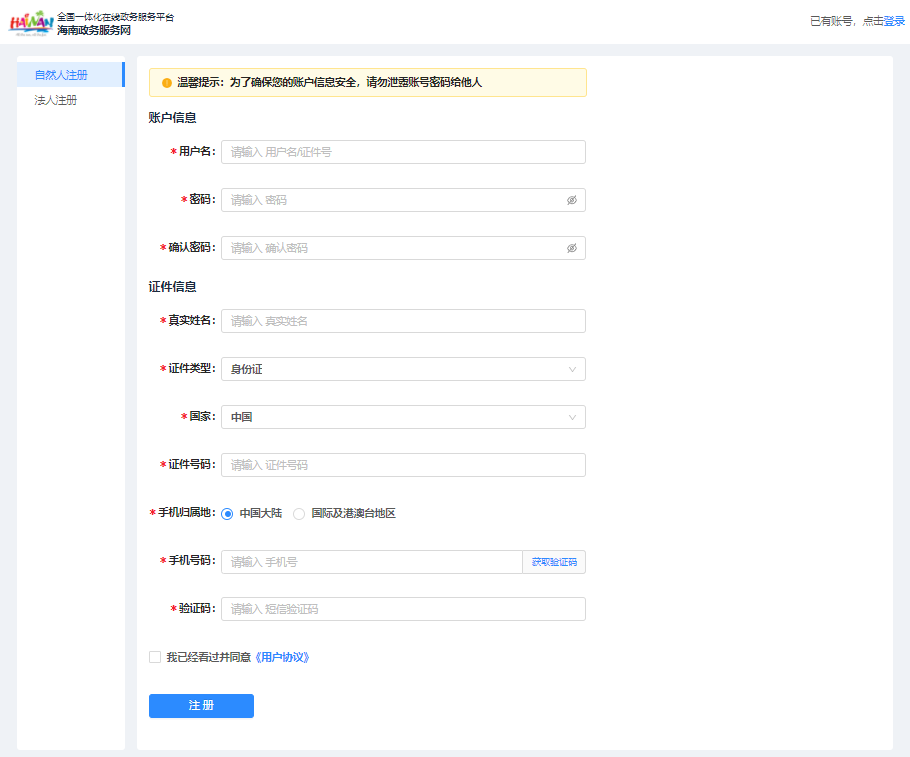 HAINAN
全国一体化在线政务服务平台
海南政务服务网
已有账号，点击登录
自然人注册
法人注册
温馨提示：为了确保您的账户信息安全，请勿泄露账号密码给他人
账户信息
*用户名： 请输入 用户名/证件号
*密码： 请输入 密码
*确认密码： 请输入 确认密码
证件信息
*真实姓名： 请输入 真实姓名
*证件类型： 身份证
*国家： 中国
*证件号码： 请输入 证件号码
*手机归属地： 中国大陆 国际及港澳台地区
*手机号码： 请输入 手机号 获取验证码
*验证码： 请输入 短信验证码
我已经看过并同意《用户协议》
注 册